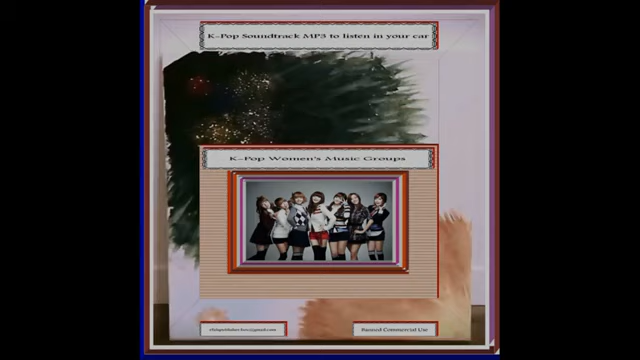 K-Pop Soundtrack MP3 to listen in your car
K-Pop Women's Music Groups
Banned Commercial Use